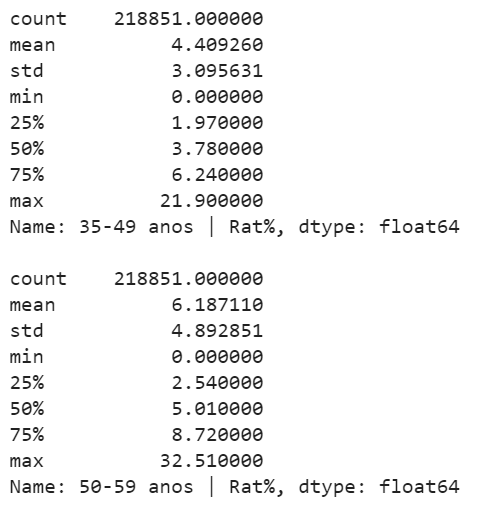 count    218851.000000
mean          4.409260
std           3.095631
min           0.000000
25%           1.970000
50%           3.780000
75%           6.240000
max          21.900000
Name: 35-49 anos | Rat%, dtype: float64

count    218851.000000
mean          6.187110
std           4.892851
min           0.000000
25%           2.540000
50%           5.010000
75%           8.720000
max          32.510000
Name: 50-59 anos | Rat%, dtype: float64